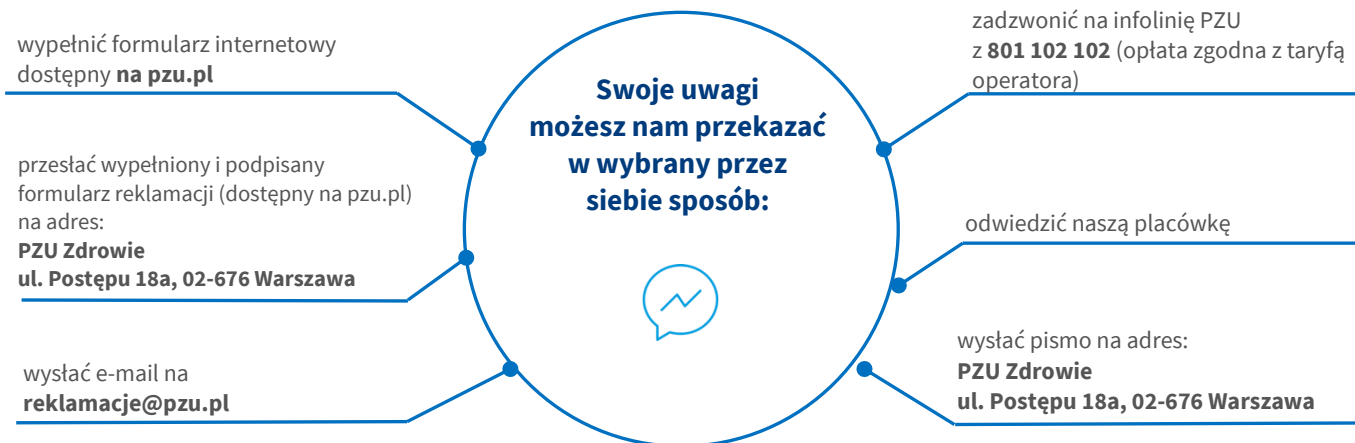 wypełnić formularz internetowy
dostępny na pzu.pl
przesłać wypełniony i podpisany
formularz reklamacji (dostępny na pzu.pl)
na adres:
PZU Zdrowie
ul. Postępu 18a, 02-676 Warszawa
wysłać e-mail na
reklamacje@pzu.pl
Swoje uwagi
możesz nam przekazać
w wybrany przez
siebie sposób:
zadzwonić na infolinię PZU
z 801 102 102 (opłata zgodna z taryfą
operatora)
odwiedzić naszą placówkę
wysłać pismo na adres:
PZU Zdrowie
ul. Postępu 18a, 02-676 Warszawa